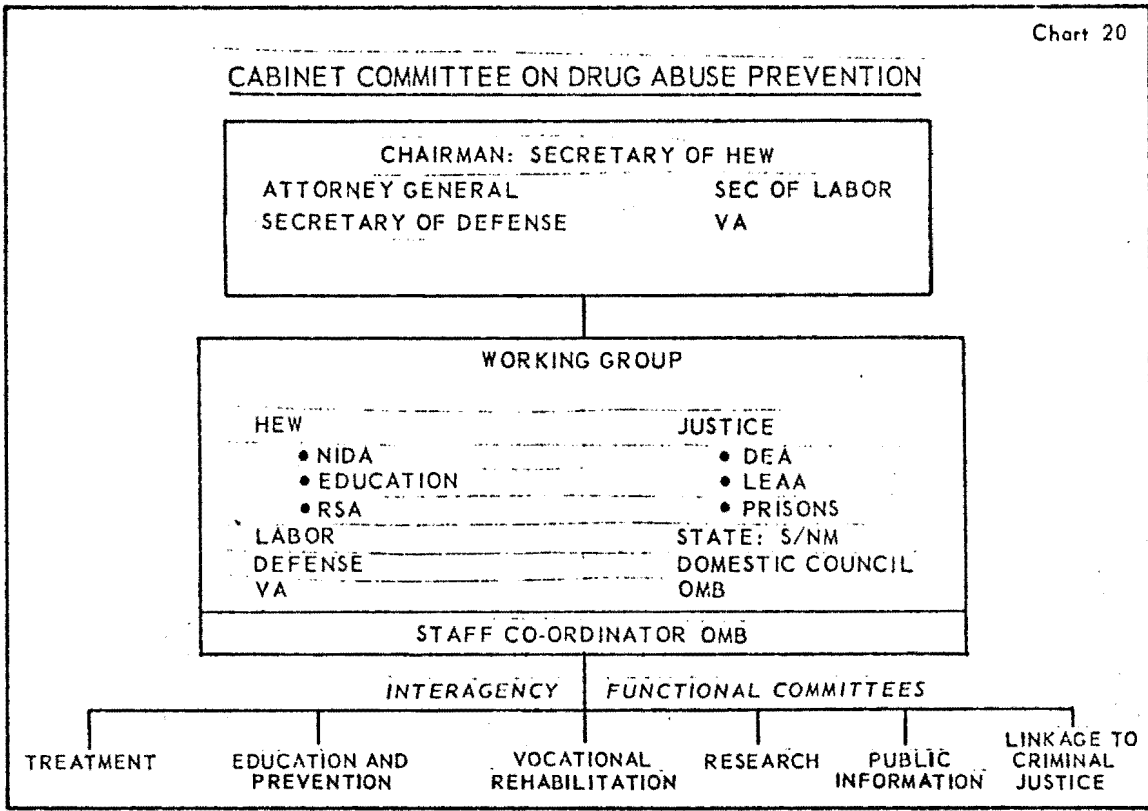 Chart 20
CABINET COMMITTEE ON DRUG ABUSE PREVENTION
CHAIRMAN: SECRETARY OF HEW
ATTORNEY GENERAL SEC OF LABOR
SECRETARY OF DEFENSE VA
WORKING GROUP
HEW JUSTICE
• NIDA • DEA
• EDUCATION • LEAA
• RSA • PRISONS
LABOR STATE: S/NM
DEFENSE DOMESTIC COUNCIL
VA OMB
STAFF CO-ORDINATOR OMB
INTERAGENCY FUNCTIONAL COMMITTEES
TREATMENT
EDUCATION AND
PREVENTION
VOCATIONAL
REHABILITATION
RESEARCH
PUBLIC
INFORMATION
LINKAGE TO
CRIMINAL
JUSTICE